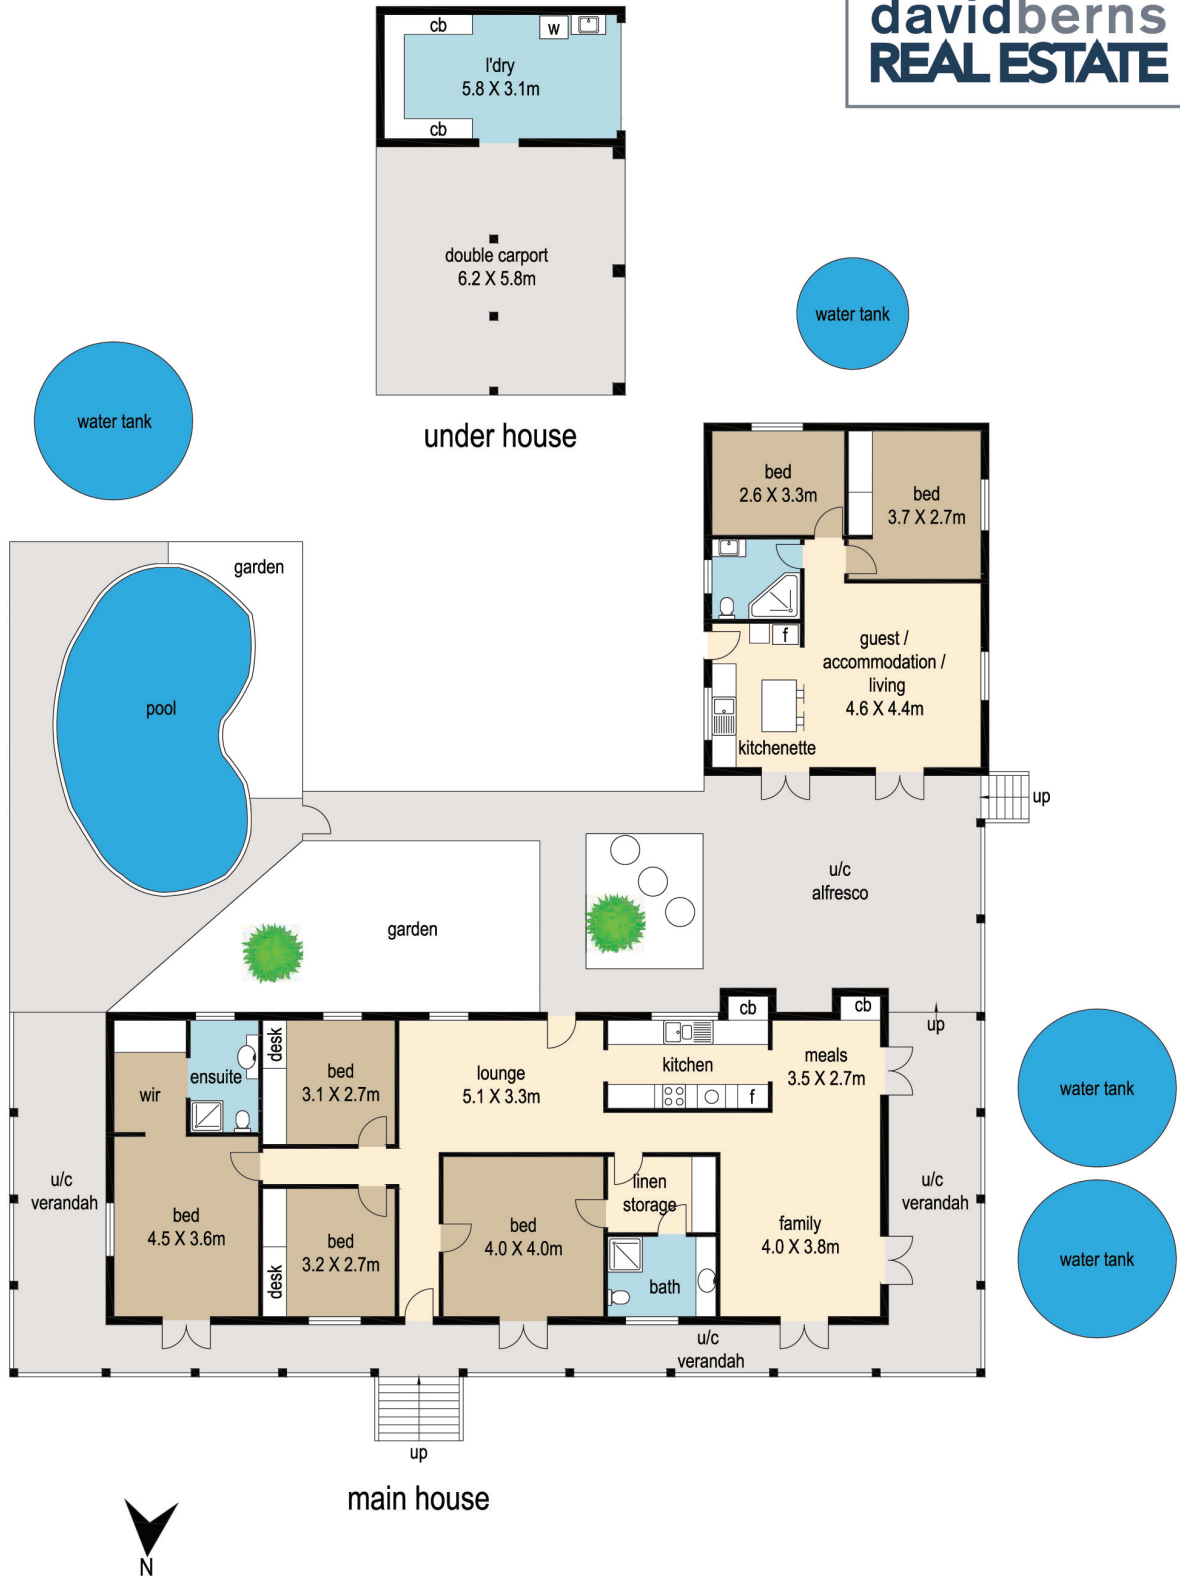 davidberns
REAL ESTATE
cb
w
l'dry
5.8 X 3.1m
cb
double carport
6.2 X 5.8m
under house
water tank
water tank
bed
2.6 X 3.3m
bed
3.7 X 2.7m
f
guest /
accommodation /
living
4.6 X 4.4m
kitchenette
up
garden
pool
garden
u/c
alfresco
up
cb
cb
desk
bed
3.1 X 2.7m
ensuite
wir
lounge
5.1 X 3.3m
kitchen
f
meals
3.5 X 2.7m
water tank
u/c
verandah
bed
4.5 X 3.6m
desk
bed
3.2 X 2.7m
bed
4.0 X 4.0m
linen
storage
bath
family
4.0 X 3.8m
u/c
verandah
water tank
u/c
verandah
up
main house
N